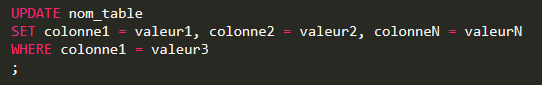 UPDATE nom_table
SET colonne1 = valeur1, colonne2 = valeur2, colonneN = valeurN
WHERE colonne1 = valeur3
;